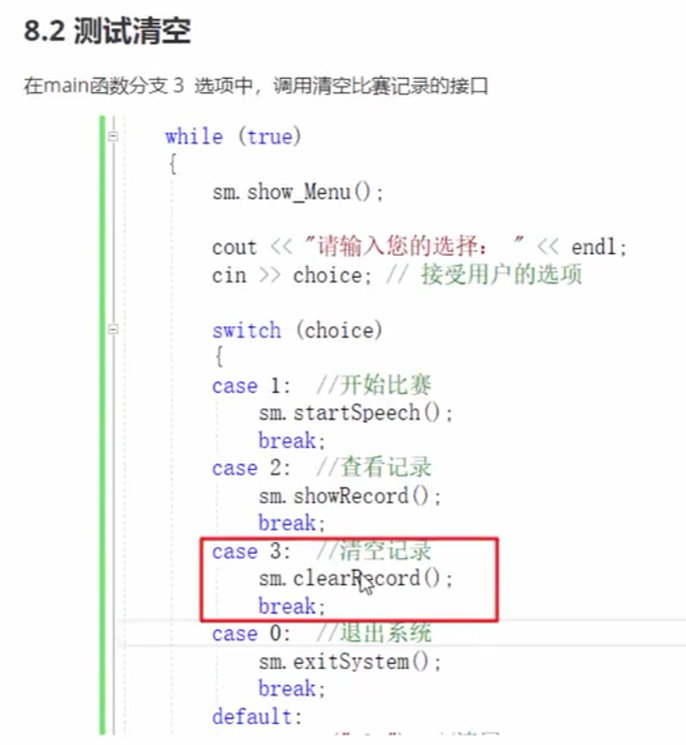 8.2 测试清空
在main函数分支 3 选项中，调用清空比赛记录的接口
while (true)
{
sm.show_Menu();
cout << "请输入您的选择： " << endl;
cin >> choice; // 接受用户的选项
switch (choice)
{
case 1: //开始比赛
sm.startSpeech();
break;
case 2: //查看记录
sm.showRecord();
break;
case 3: //清空记录
sm.clearRecord();
break;
case 0: //退出系统
sm.exitSystem();
break;
default: